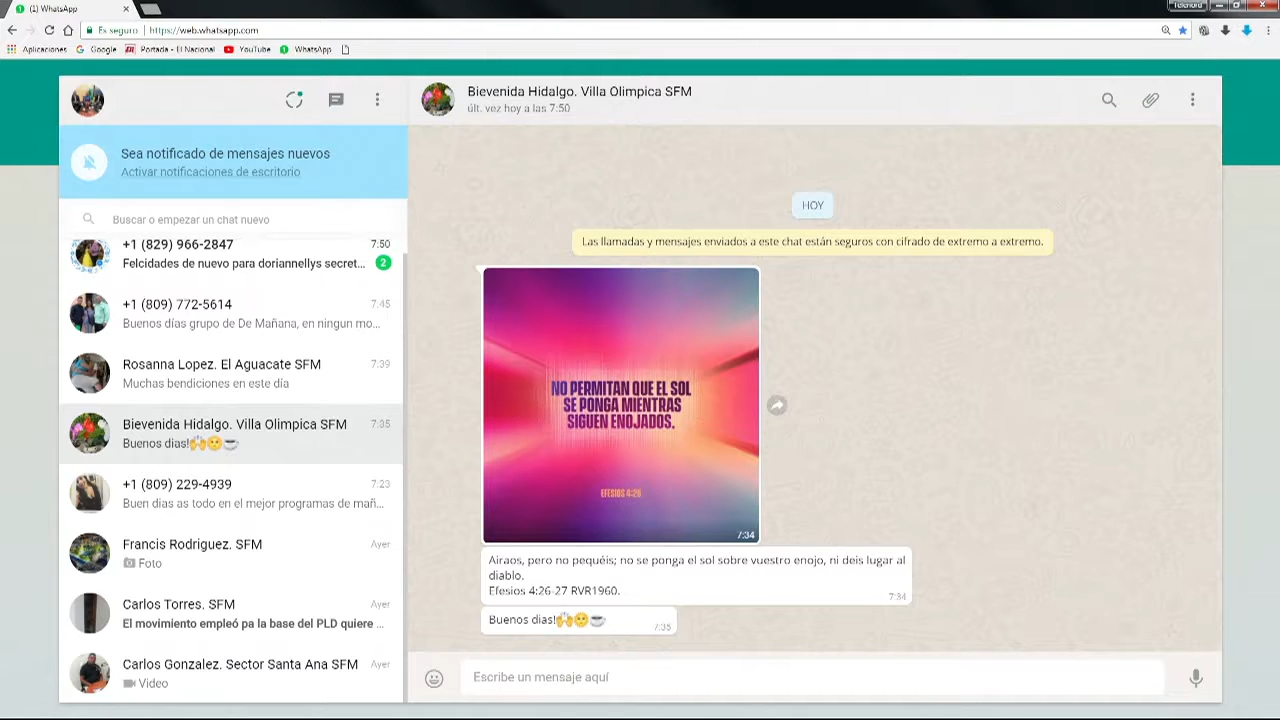 (1) WhatsApp
Telenord
Es seguro | https://web.whatsapp.com
Aplicaciones Google Portada - El Nacional YouTube WhatsApp
Sea notificado de mensajes nuevos
Activar notificaciones de escritorio
Buscar o empezar un chat nuevo
+1 (829) 966-2847 7:50
Felcidades de nuevo para doriannellys secret... 2
+1 (809) 772-5614 7:45
Buenos días grupo de De Mañana, en ningun mo...
Rosanna Lopez. El Aguacate SFM 7:39
Muchas bendiciones en este día
Bievenida Hidalgo. Villa Olimpica SFM 7:35
Buenos dias!🙌🙂☕
+1 (809) 229-4939 7:23
Buen dias as todo en el mejor programas de mañ...
Francis Rodriguez. SFM Ayer
Foto
Carlos Torres. SFM Ayer
El movimiento empleó pa la base del PLD quiere ...
Carlos Gonzalez. Sector Santa Ana SFM Ayer
Video
Bievenida Hidalgo. Villa Olimpica SFM
últ. vez hoy a las 7:50
HOY
Las llamadas y mensajes enviados a este chat están seguros con cifrado de extremo a extremo.
NO PERMITAN QUE EL SOL
SE PONGA MIENTRAS
SIGUEN ENOJADOS.
EFESIOS 4:26
7:34
Airaos, pero no pequéis; no se ponga el sol sobre vuestro enojo, ni deis lugar al
diablo.
Efesios 4:26-27 RVR1960.
7:34
Buenos dias!🙌🙂☕ 7:35
Escribe un mensaje aquí